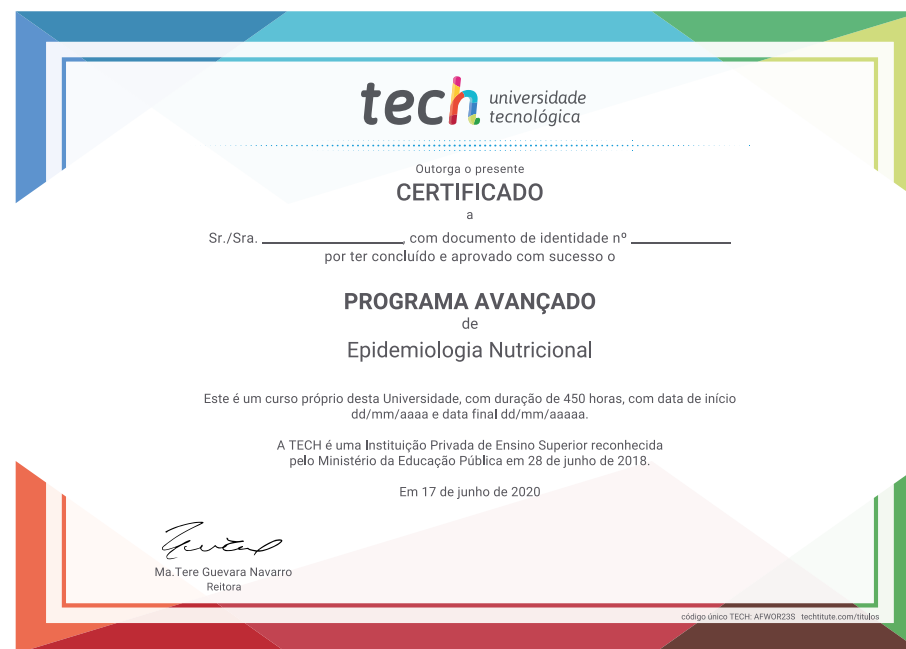 tech universidade
tecnológica
Outorga o presente
CERTIFICADO
a
Sr./Sra. ____________________, com documento de identidade nº ______________
por ter concluído e aprovado com sucesso o
PROGRAMA AVANÇADO
de
Epidemiologia Nutricional
Este é um curso próprio desta Universidade, com duração de 450 horas, com data de início
dd/mm/aaaa e data final dd/mm/aaaaa.
A TECH é uma Instituição Privada de Ensino Superior reconhecida
pelo Ministério da Educação Pública em 28 de junho de 2018.
Em 17 de junho de 2020
Ma.Tere Guevara Navarro
Reitora
código único TECH: AFWOR23S techtitute.com/titulos